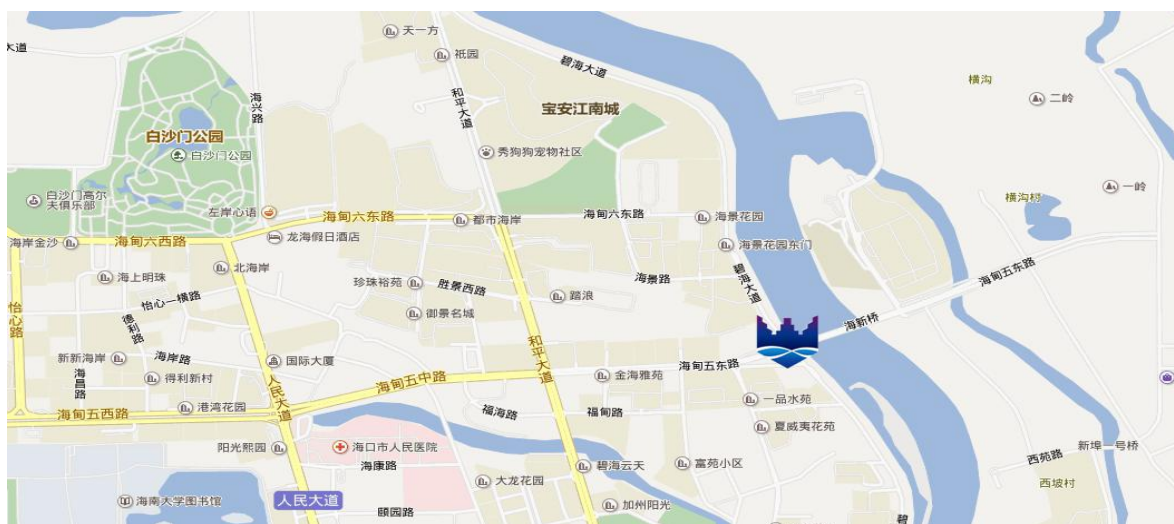 天一方
祇园
大道
碧海大道
横沟
二岭
海兴路
和平大道
宝安江南城
白沙门公园
白沙门公园
秀狗狗宠物社区
一岭
横沟村
白沙门高尔
夫俱乐部
左岸心语
海甸六东路
都市海岸
海甸六东路
海景花园
海岸金沙
海甸六西路
龙海假日酒店
海景花园东门
海甸五东路
北海岸
海上明珠
珍珠裕苑
胜景西路
海景路
碧海大道
怡心一横路
踏浪
怡心路
德利路
御景名城
海新桥
和平大道
新新海岸
海岸路
国际大厦
海甸五东路
金海雅苑
得利新村
海昌路
人民大道
海甸五中路
港湾花园
海甸五西路
福海路
福甸路
一品水苑
夏威夷花苑
阳光熙园
海口市人民医院
新埠一号桥
海康路
碧海云天
富苑小区
西苑路
西坡村
大龙花园
海南大学图书馆
人民大道
加州阳光
颐园路
碧